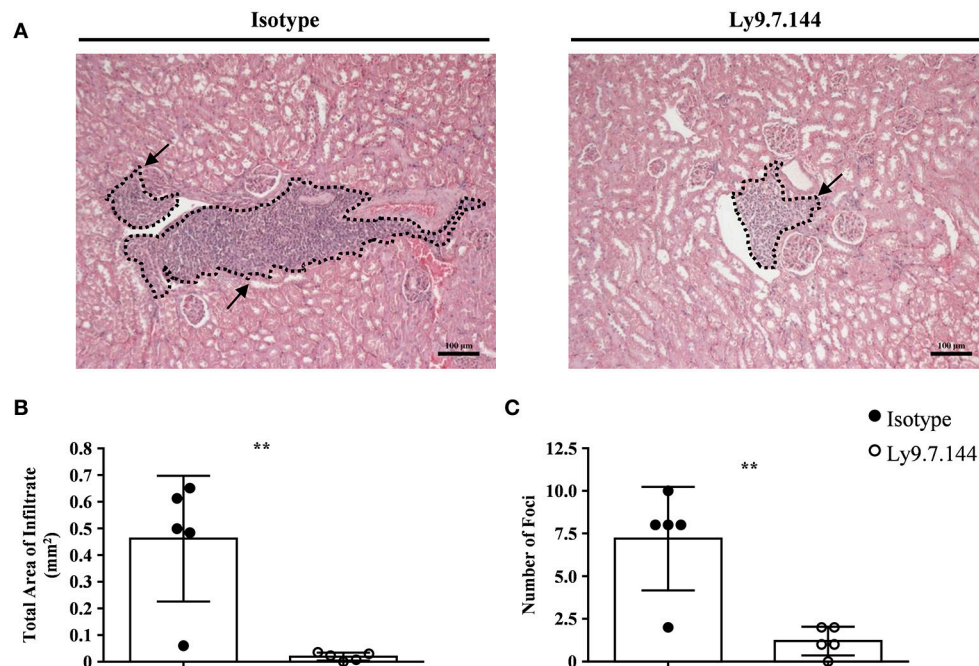 Isotype
Ly9.7.144
A
100 µm
100 µm
B
Total Area of Infiltrate
(mm²)
0.8
0.7
0.6
0.5
0.4
0.3
0.2
0.1
0
**
C
Number of Foci
12.5
10.0
7.5
5.0
2.5
0
**
Isotype
Ly9.7.144